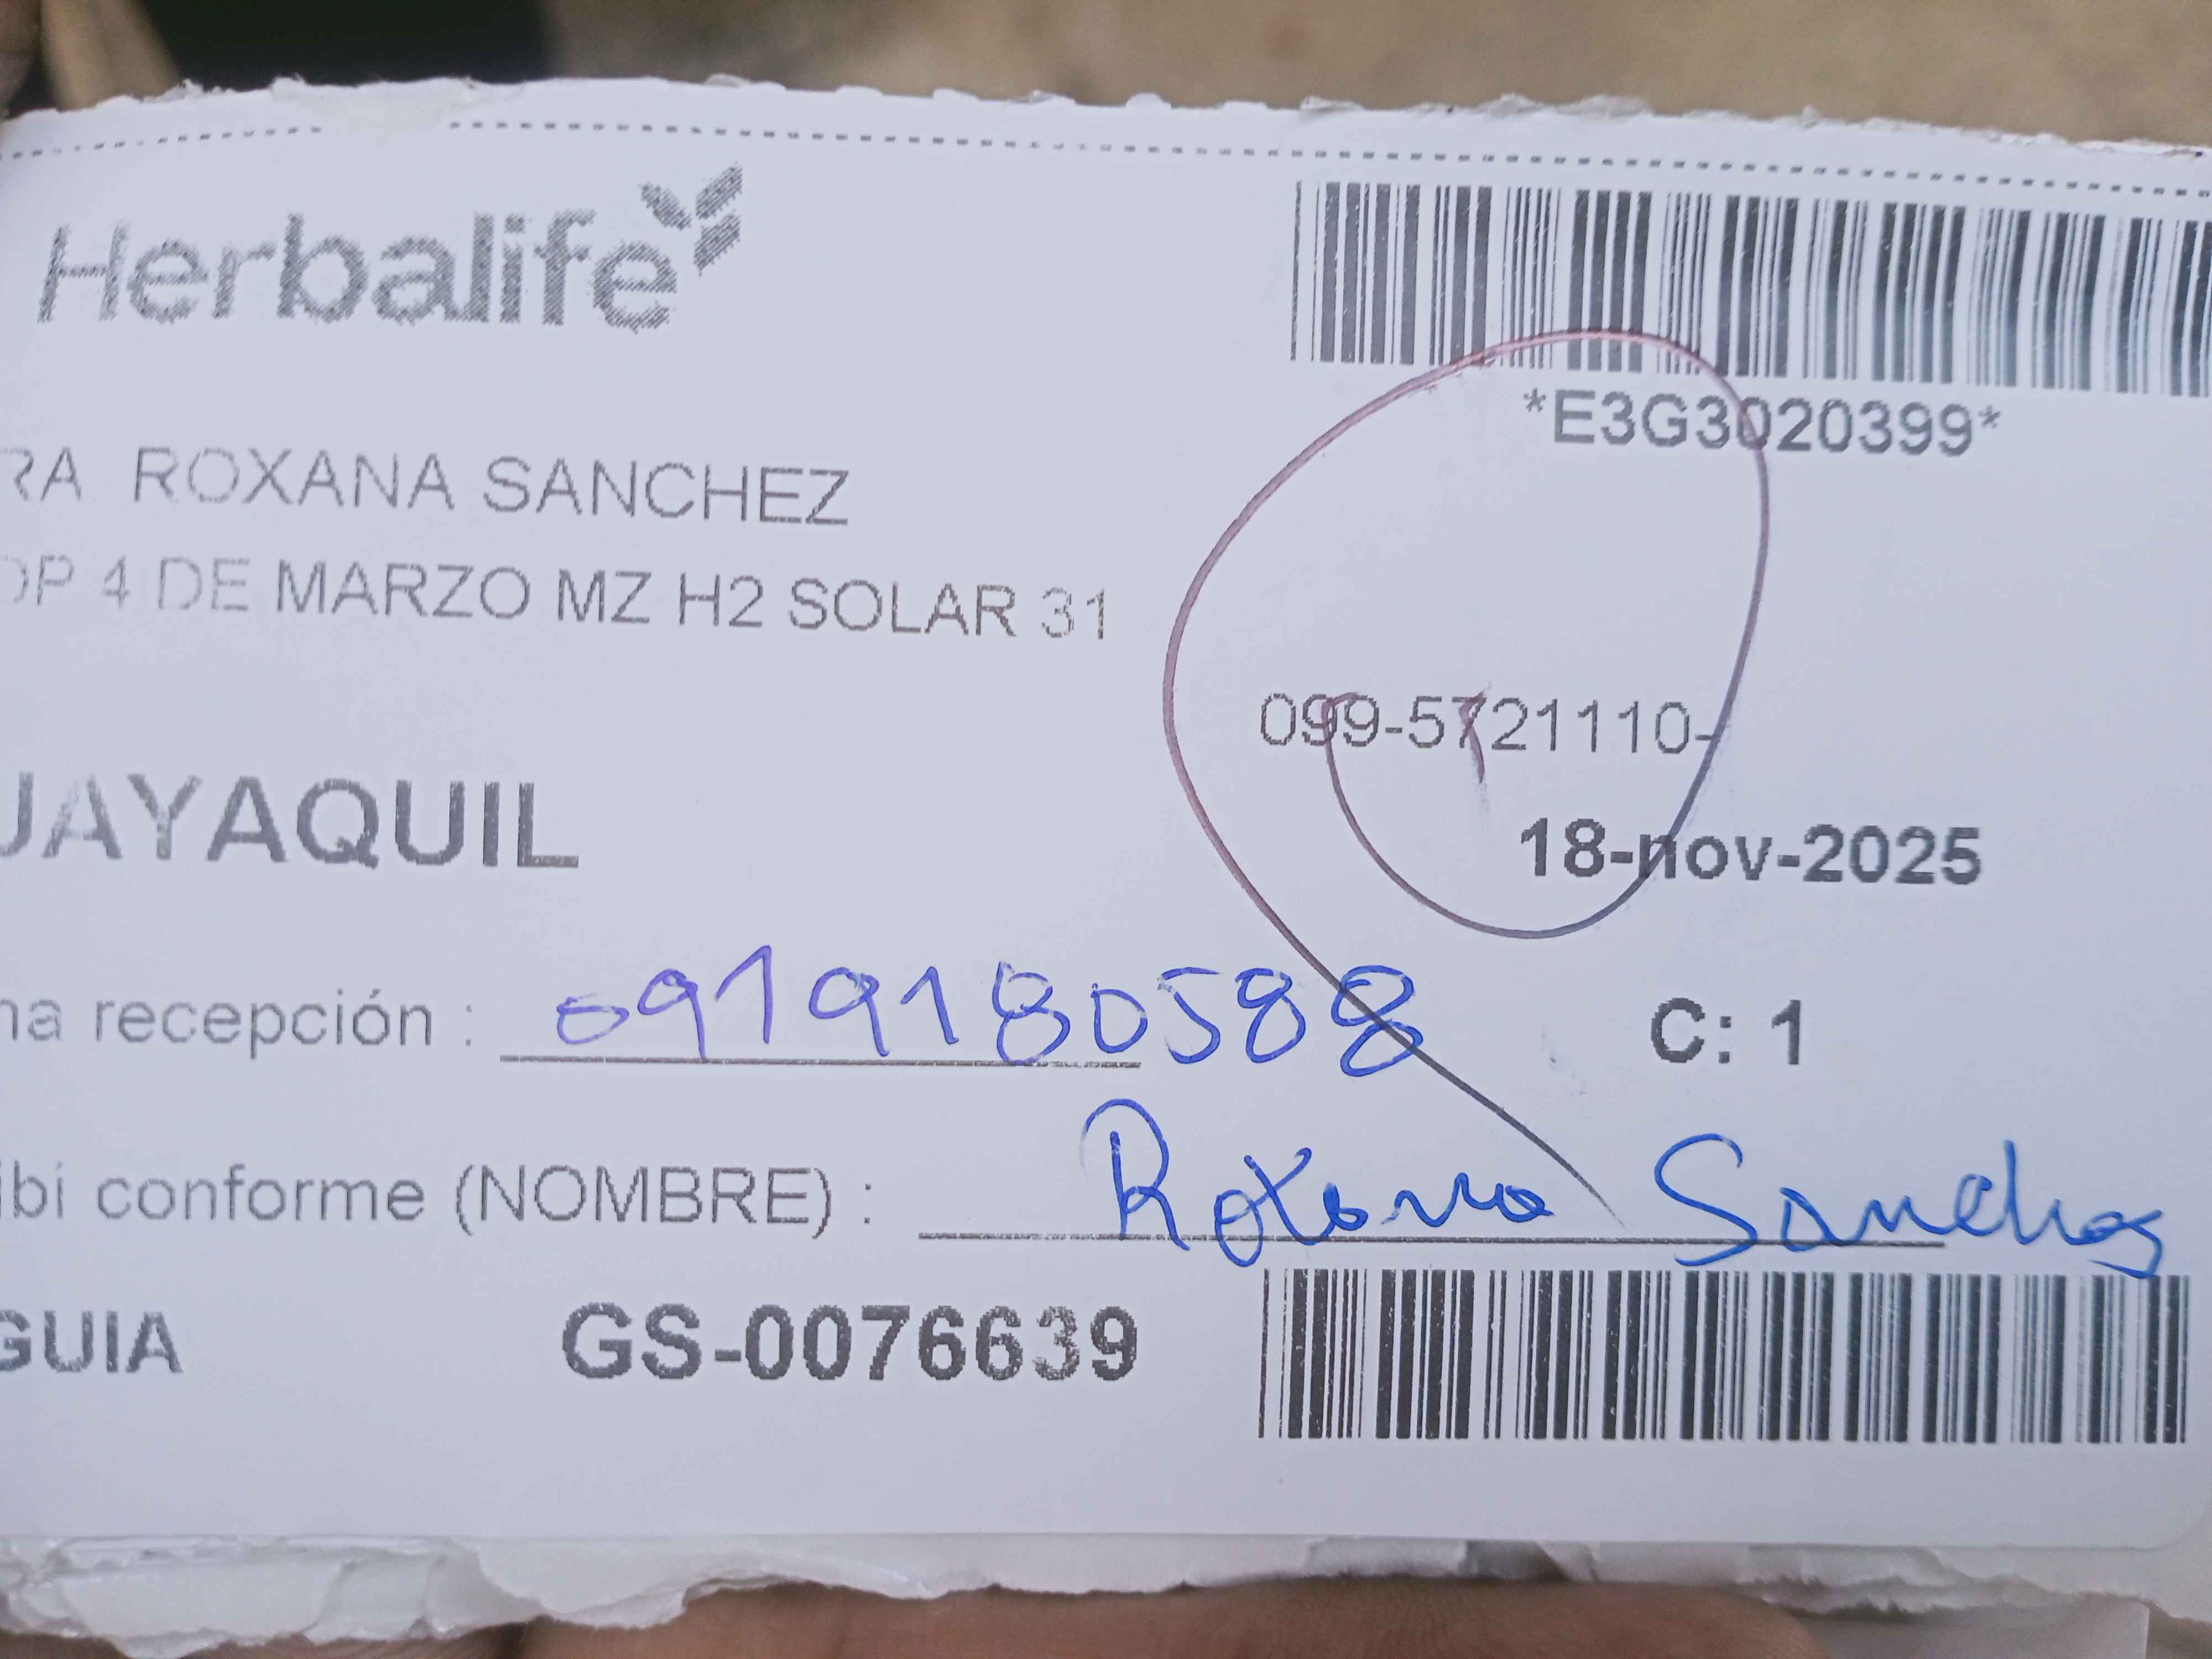 Herbalife
*E3G3020399*
RA ROXANA SANCHEZ
OP 4 DE MARZO MZ H2 SOLAR 31
099-5721110-
UAYAQUIL
18-nov-2025
na recepción : 0919180588
C: 1
ibi conforme (NOMBRE) : Roxana Sanchez
GUIA GS-0076639